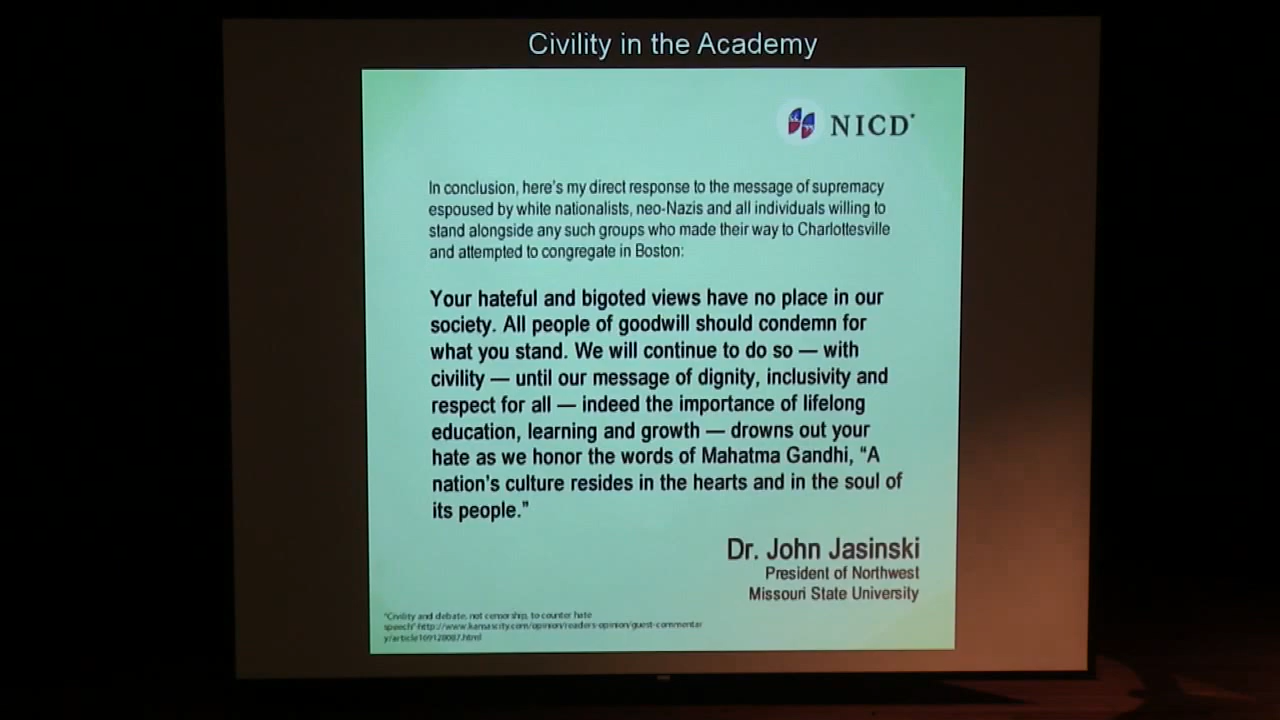 Civility in the Academy
NICD
In conclusion, here's my direct response to the message of supremacy
espoused by white nationalists, neo-Nazis and all individuals willing to
stand alongside any such groups who made their way to Charlottesville
and attempted to congregate in Boston:
Your hateful and bigoted views have no place in our
society. All people of goodwill should condemn for
what you stand. We will continue to do so — with
civility — until our message of dignity, inclusivity and
respect for all — indeed the importance of lifelong
education, learning and growth — drowns out your
hate as we honor the words of Mahatma Gandhi, “A
nation's culture resides in the hearts and in the soul of
its people.”
Dr. John Jasinski
President of Northwest
Missouri State University
"Civility and debate, not censorship, to counter hate
speech" http://www.kansascity.com/opinion/readers-opinion/guest-commentar